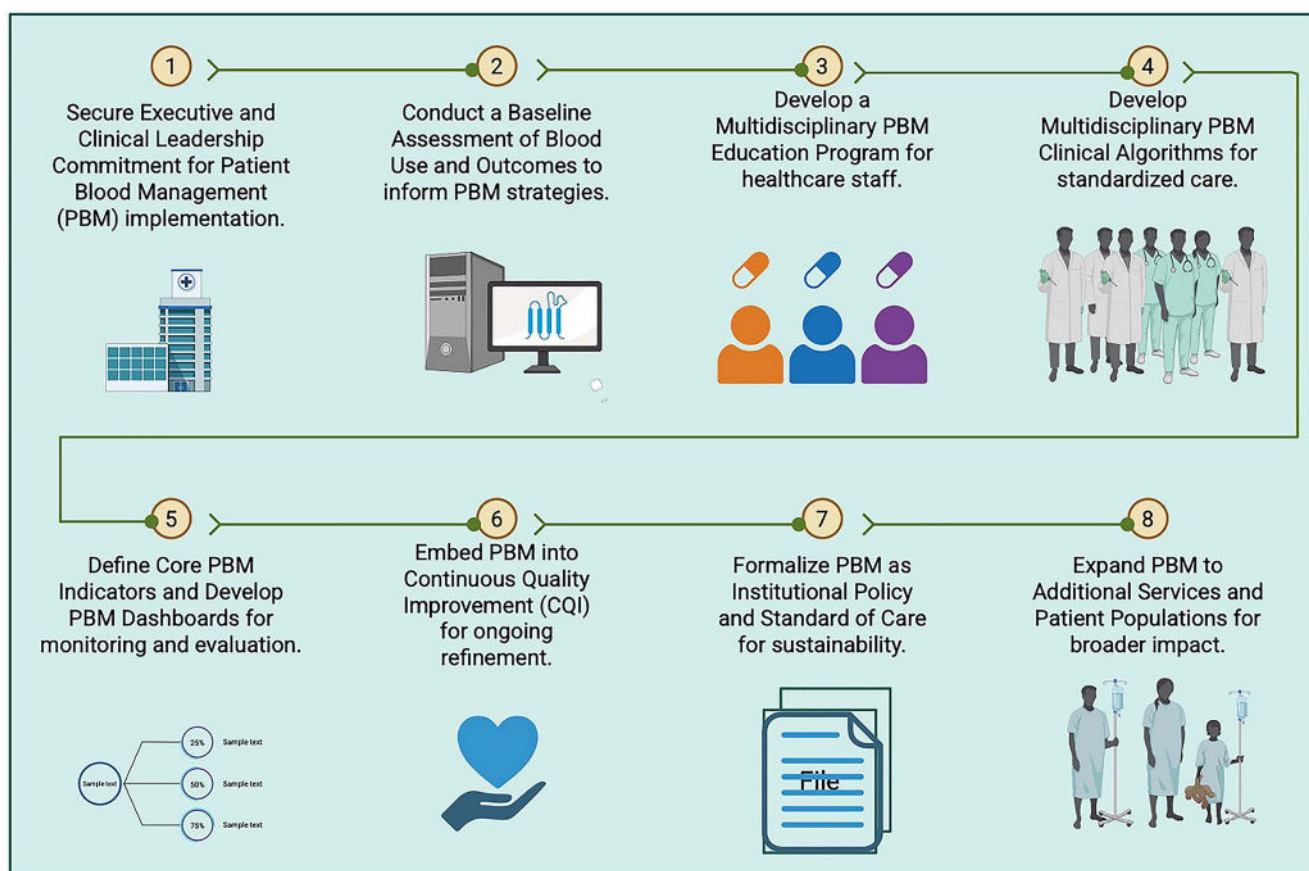 1
Secure Executive and
Clinical Leadership
Commitment for Patient
Blood Management
(PBM) implementation.
2
Conduct a Baseline
Assessment of Blood
Use and Outcomes to
inform PBM strategies.
3
Develop a
Multidisciplinary PBM
Education Program for
healthcare staff.
4
Develop
Multidisciplinary PBM
Clinical Algorithms for
standardized care.
5
Define Core PBM
Indicators and Develop
PBM Dashboards for
monitoring and evaluation.
Sample text
25%
Sample text
50%
Sample text
75%
Sample text
6
Embed PBM into
Continuous Quality
Improvement (CQI)
for ongoing
refinement.
7
Formalize PBM as
Institutional Policy
and Standard of Care
for sustainability.
File
8
Expand PBM to
Additional Services and
Patient Populations for
broader impact.